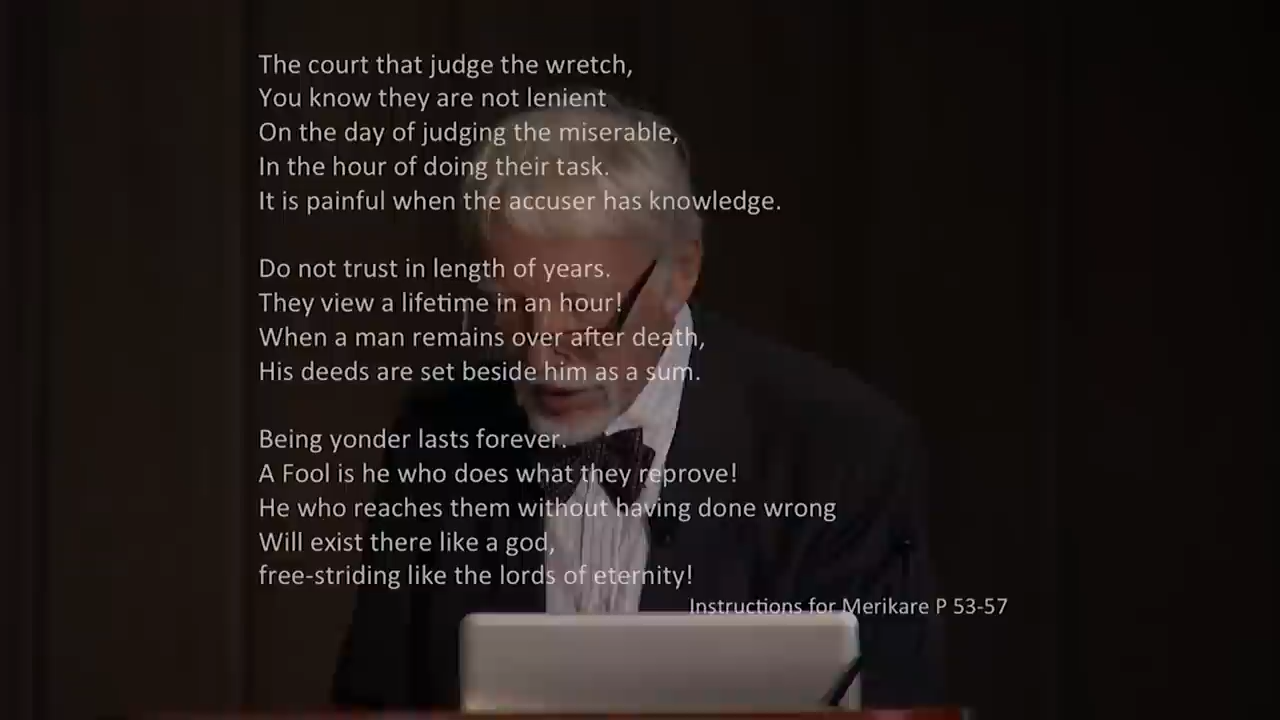 The court that judge the wretch,
You know they are not lenient
On the day of judging the miserable,
In the hour of doing their task.
It is painful when the accuser has knowledge.
Do not trust in length of years.
They view a lifetime in an hour!
When a man remains over after death,
His deeds are set beside him as a sum.
Being yonder lasts forever.
A Fool is he who does what they reprove!
He who reaches them without having done wrong
Will exist there like a god,
free-striding like the lords of eternity!
Instructions for Merikare P 53-57